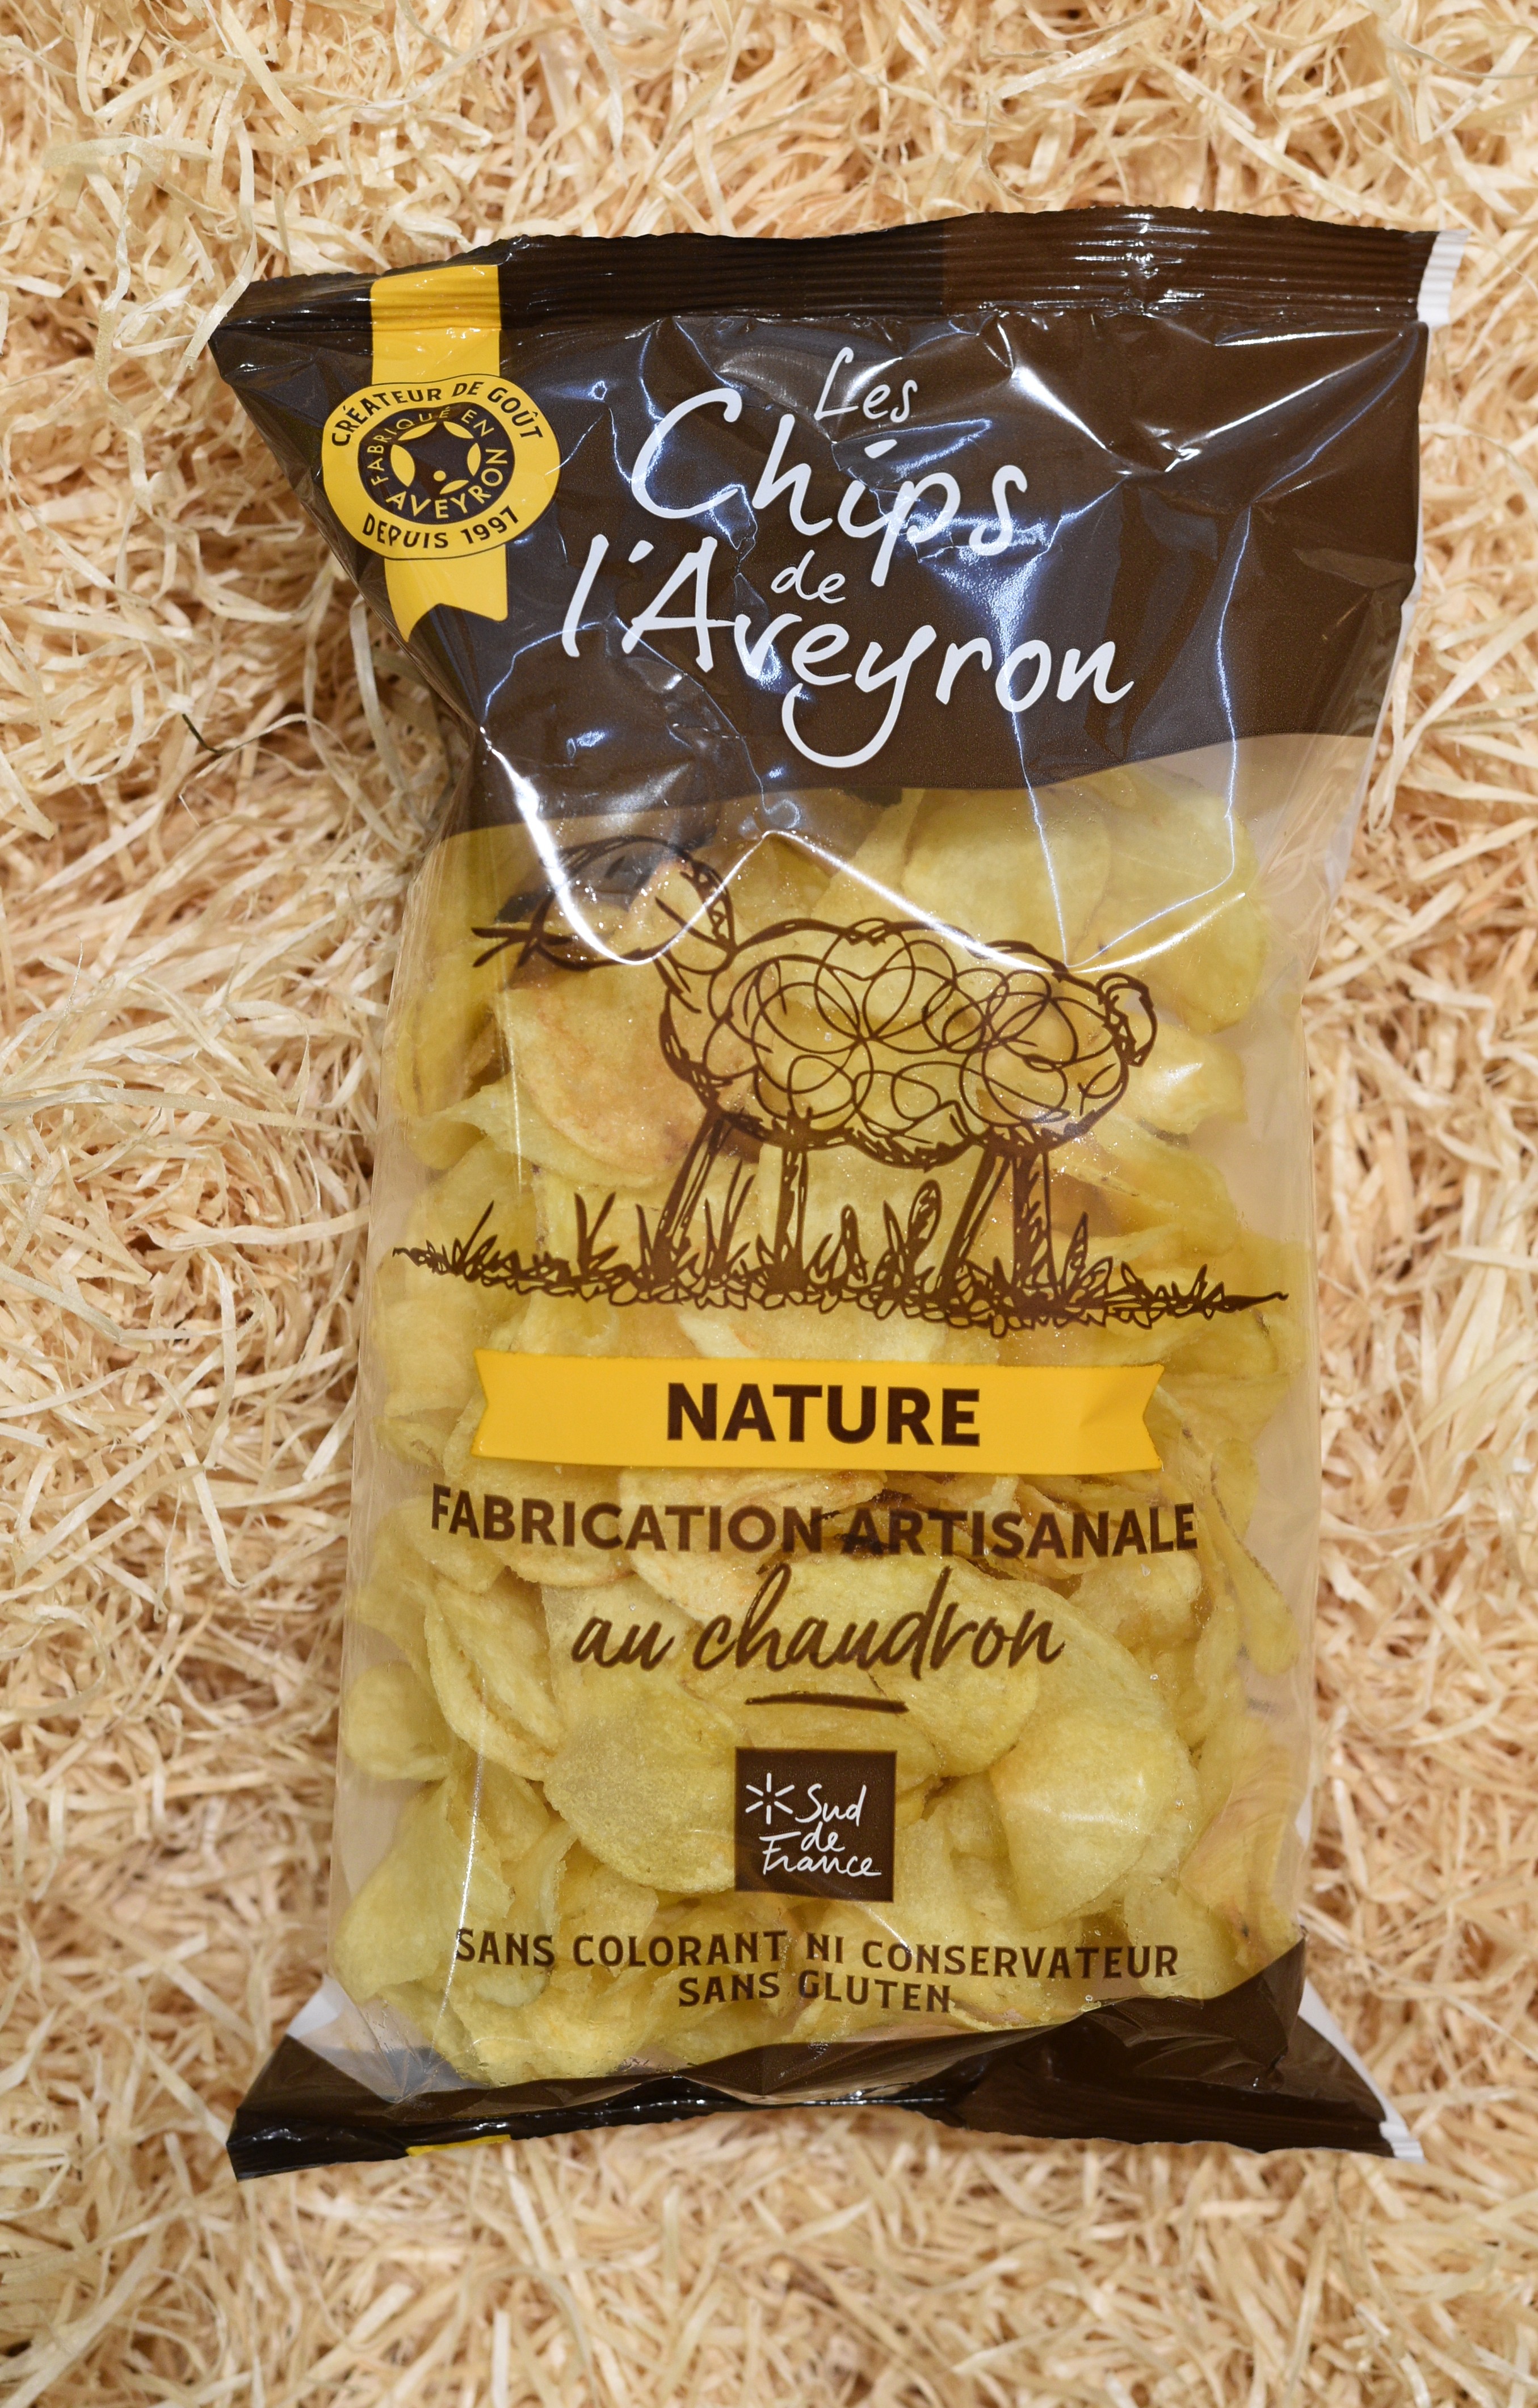 CRÉATEUR DE GOÛT
FABRIQUÉ EN
AVEYRON
DEPUIS 1997
Les
Chips
de
l'Aveyron
NATURE
FABRICATION ARTISANALE
au chaudron
Sud
de
France
SANS COLORANT NI CONSERVATEUR
SANS GLUTEN